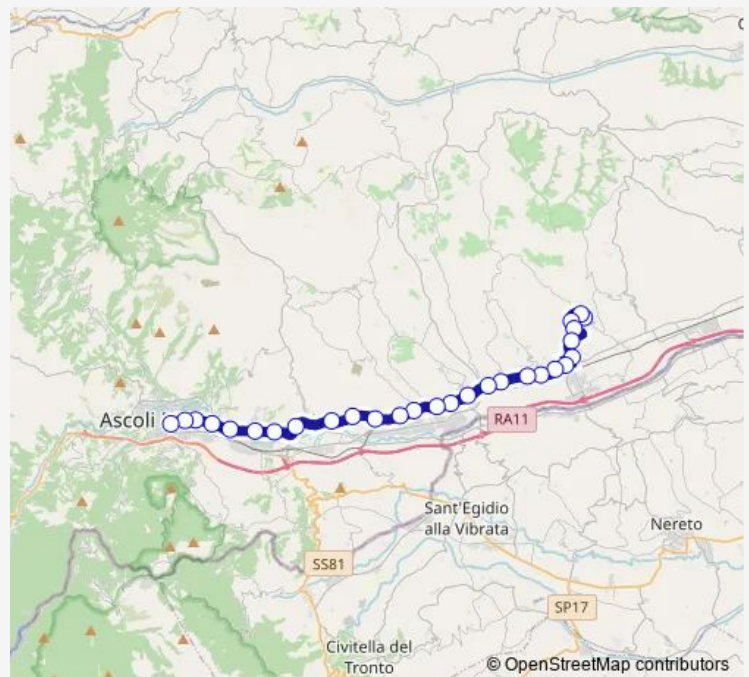 Ascoli
RA11
Sant'Egidio
alla Vibrata
Nereto
SS81
SP17
Civitella del
Tronto
© OpenStreetMap contributors